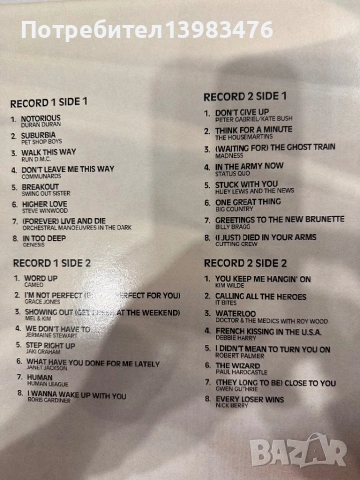 Потребител 13983476
RECORD 1 SIDE 1
1. NOTORIOUS
DURAN DURAN
2. SUBURBIA
PET SHOP BOYS
3. WALK THIS WAY
RUN D.M.C.
4. DON'T LEAVE ME THIS WAY
COMMUNARDS
5. BREAKOUT
SWING OUT SISTER
6. HIGHER LOVE
STEVE WINWOOD
7. (FOREVER) LIVE AND DIE
ORCHESTRAL MANOEUVRES IN THE DARK
8. IN TOO DEEP
GENESIS
RECORD 1 SIDE 2
1. WORD UP
CAMEO
2. I'M NOT PERFECT (BUT PERFECT FOR YOU)
GRACE JONES
3. SHOWING OUT (GET FRESH AT THE WEEKEND)
MEL & KIM
4. WE DON'T HAVE TO...
JERMAINE STEWART
5. STEP RIGHT UP
JAKI GRAHAM
6. WHAT HAVE YOU DONE FOR ME LATELY
JANET JACKSON
7. HUMAN
HUMAN LEAGUE
8. I WANNA WAKE UP WITH YOU
BORIS GARDINER
RECORD 2 SIDE 1
1. DON'T GIVE UP
PETER GABRIEL/KATE BUSH
2. THINK FOR A MINUTE
THE HOUSEMARTINS
3. (WAITING FOR) THE GHOST TRAIN
MADNESS
4. IN THE ARMY NOW
STATUS QUO
5. STUCK WITH YOU
HUEY LEWIS AND THE NEWS
6. ONE GREAT THING
BIG COUNTRY
7. GREETINGS TO THE NEW BRUNETTE
BILLY BRAGG
8. (I JUST) DIED IN YOUR ARMS
CUTTING CREW
RECORD 2 SIDE 2
1. YOU KEEP ME HANGIN' ON
KIM WILDE
2. CALLING ALL THE HEROES
IT BITES
3. WATERLOO
DOCTOR & THE MEDICS WITH ROY WOOD
4. FRENCH KISSING IN THE U.S.A.
DEBBIE HARRY
5. I DIDN'T MEAN TO TURN YOU ON
ROBERT PALMER
6. THE WIZARD
PAUL HARDCASTLE
7. (THEY LONG TO BE) CLOSE TO YOU
GWEN GUTHRIE
8. EVERY LOSER WINS
NICK BERRY
BAZAR